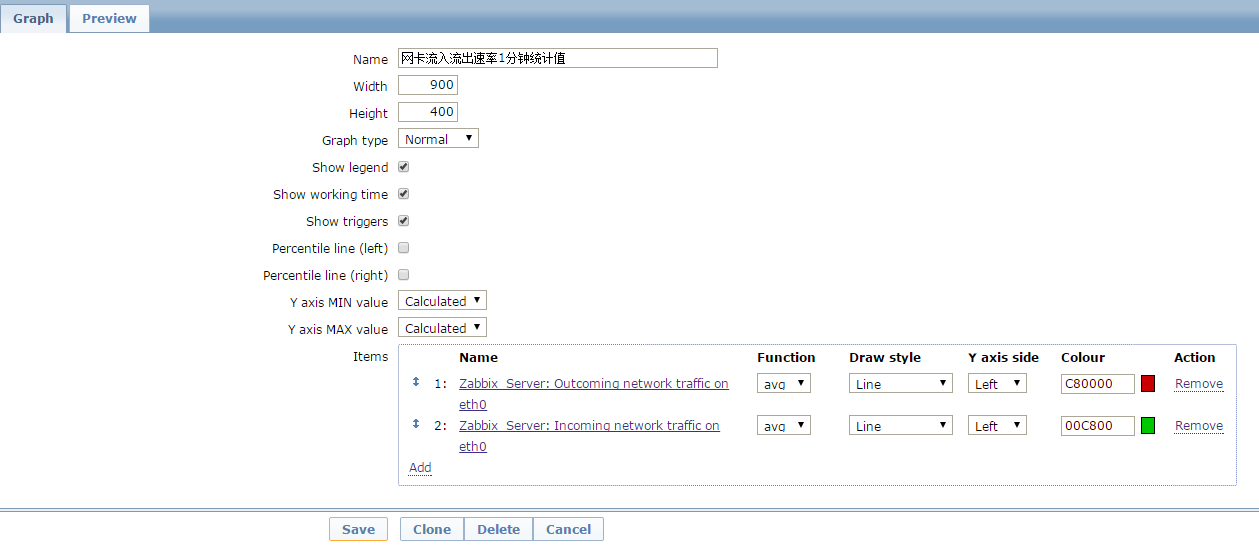 Graph Preview
Name 网卡流入流出速率1分钟统计值
Width 900
Height 400
Graph type Normal
Show legend
Show working time
Show triggers
Percentile line (left)
Percentile line (right)
Y axis MIN value Calculated
Y axis MAX value Calculated
Items Name Function Draw style Y axis side Colour Action
1: Zabbix Server: Outcoming network traffic on avg Line Left C80000 Remove
eth0
2: Zabbix Server: Incoming network traffic on avg Line Left 00C800 Remove
eth0
Add
Save Clone Delete Cancel